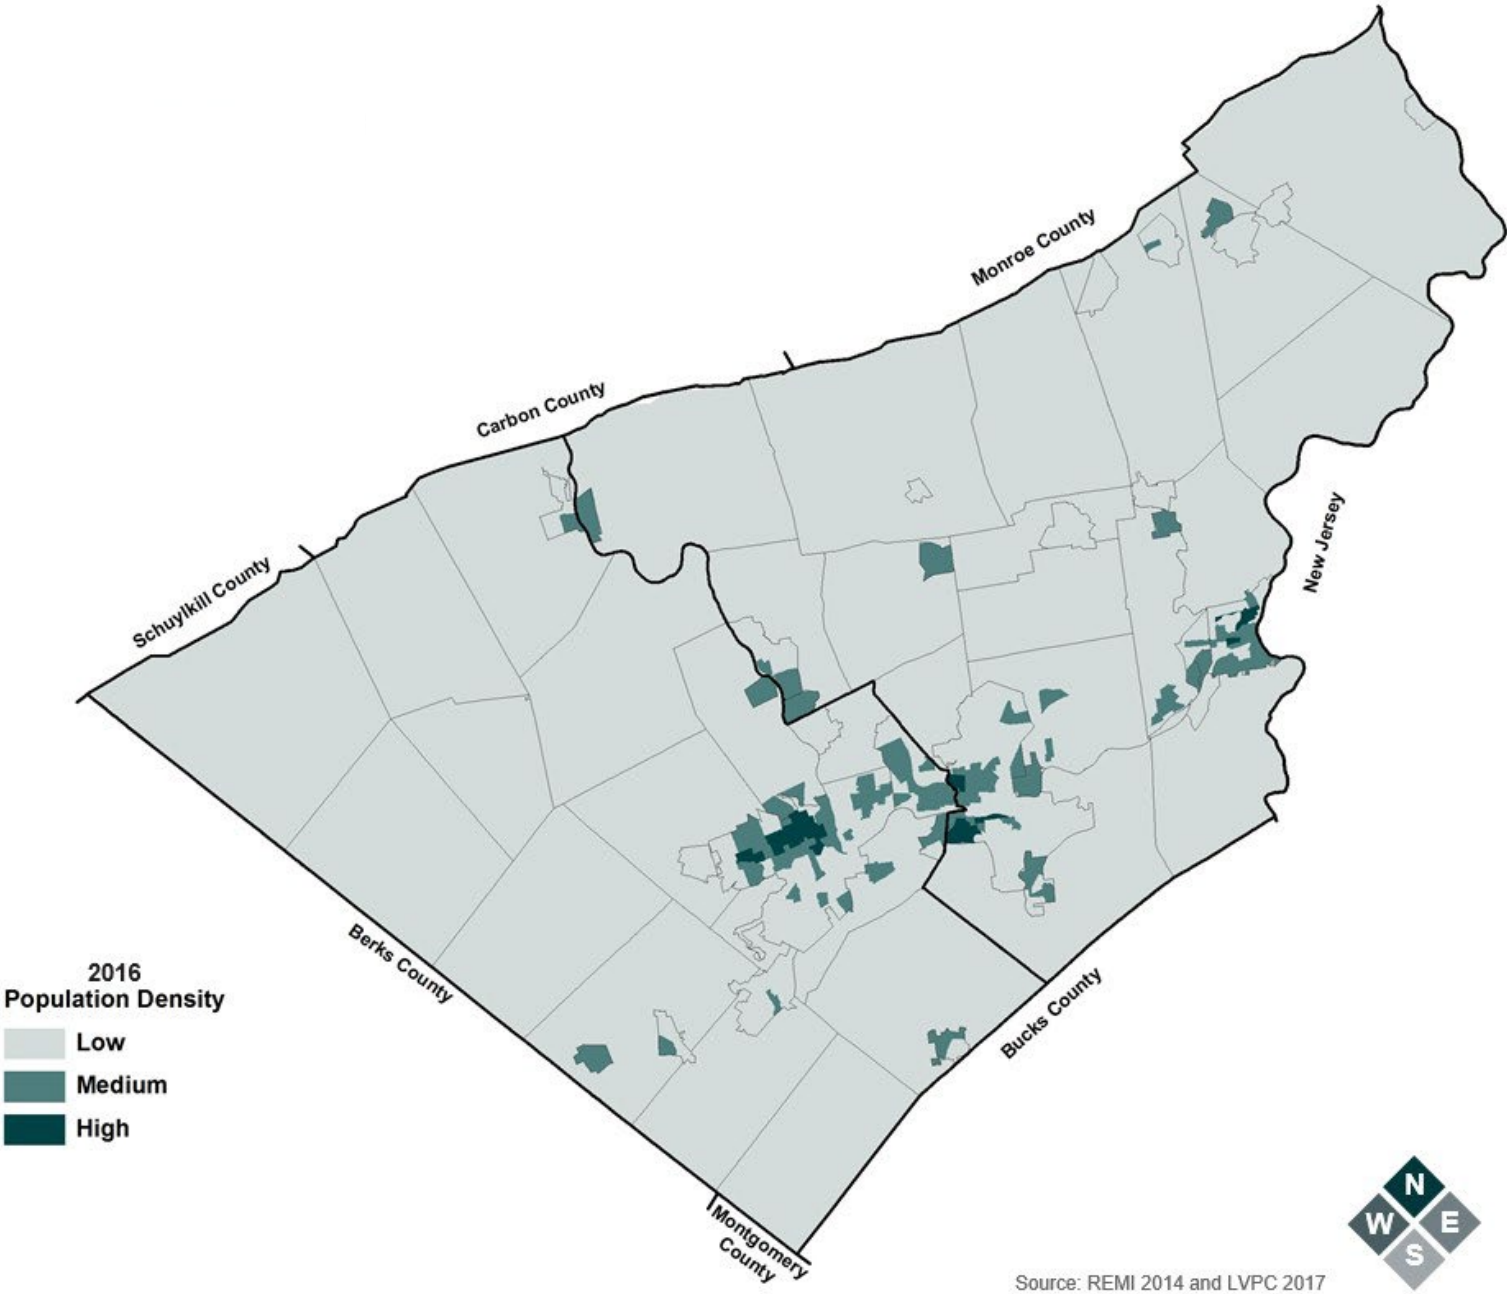 Monroe County
Carbon County
Schuylkill County
New Jersey
Berks County
Bucks County
Montgomery
County
2016
Population Density
Low
Medium
High
N
W E
S
Source: REMI 2014 and LVPC 2017